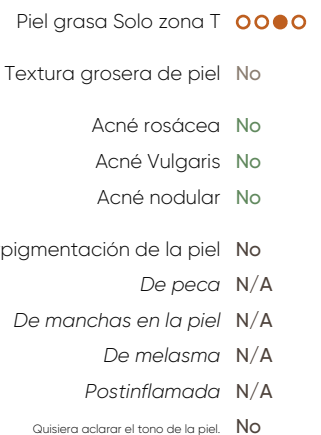 Piel grasa Solo zona T
Textura grosera de piel No
Acné rosácea No
Acné Vulgaris No
Acné nodular No
pigmentación de la piel No
De peca N/A
De manchas en la piel N/A
De melasma N/A
Postinflamada N/A
Quisiera aclarar el tono de la piel. No